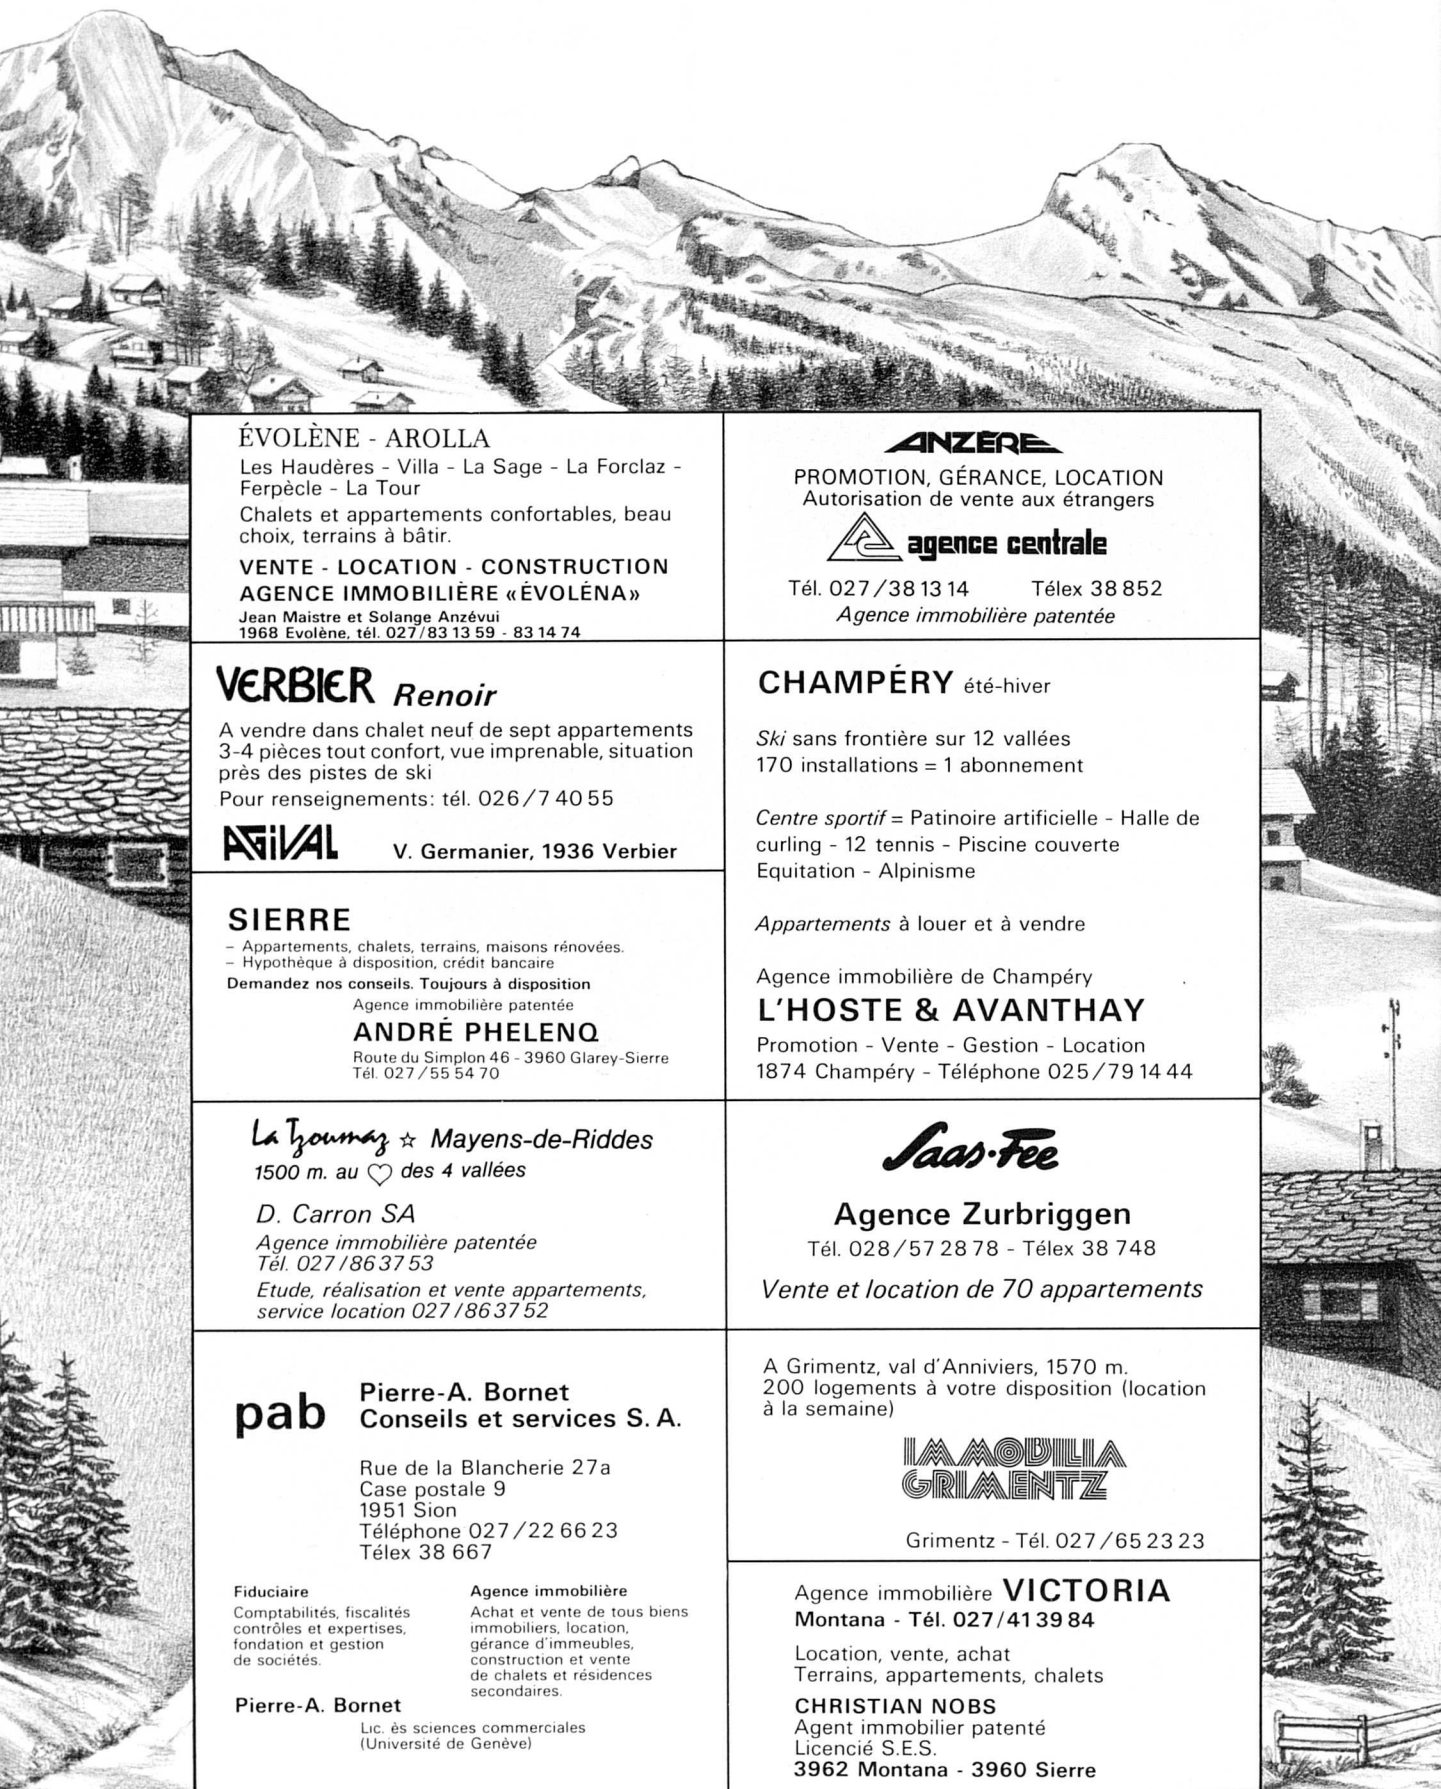 ÉVOLÈNE - AROLLA
Les Haudères - Villa - La Sage - La Forclaz -
Ferpècle - La Tour
Chalets et appartements confortables, beau
choix, terrains à bâtir.
VENTE - LOCATION - CONSTRUCTION
AGENCE IMMOBILIÈRE «ÉVOLÉNA»
Jean Maistre et Solange Anzévui
1968 Evolène, tél. 027/83 13 59 - 83 14 74
VERBIER Renoir
A vendre dans chalet neuf de sept appartements
3-4 pièces tout confort, vue imprenable, situation
près des pistes de ski
Pour renseignements: tél. 026/7 40 55
AGiVAL V. Germanier, 1936 Verbier
SIERRE
– Appartements, chalets, terrains, maisons rénovées.
– Hypothèque à disposition, crédit bancaire
Demandez nos conseils. Toujours à disposition
Agence immobilière patentée
ANDRÉ PHELENQ
Route du Simplon 46 - 3960 Glarey-Sierre
Tél. 027/55 54 70
La Tzoumaz ☆ Mayens-de-Riddes
1500 m. au ♡ des 4 vallées
D. Carron SA
Agence immobilière patentée
Tél. 027/86 37 53
Etude, réalisation et vente appartements,
service location 027/86 37 52
pab
Pierre-A. Bornet
Conseils et services S.A.
Rue de la Blancherie 27a
Case postale 9
1951 Sion
Téléphone 027/22 66 23
Télex 38 667
Fiduciaire
Comptabilités, fiscalités
contrôles et expertises,
fondation et gestion
de sociétés.
Agence immobilière
Achat et vente de tous biens
immobiliers, location,
gérance d'immeubles,
construction et vente
de chalets et résidences
secondaires.
Pierre-A. Bornet
Lic. ès sciences commerciales
(Université de Genève)
ANZÈRE
PROMOTION, GÉRANCE, LOCATION
Autorisation de vente aux étrangers
agence centrale
Tél. 027/38 13 14 Télex 38 852
Agence immobilière patentée
CHAMPÉRY été-hiver
Ski sans frontière sur 12 vallées
170 installations = 1 abonnement
Centre sportif = Patinoire artificielle - Halle de
curling - 12 tennis - Piscine couverte
Equitation - Alpinisme
Appartements à louer et à vendre
Agence immobilière de Champéry
L'HOSTE & AVANTHAY
Promotion - Vente - Gestion - Location
1874 Champéry - Téléphone 025/79 14 44
Saas-Fee
Agence Zurbriggen
Tél. 028/57 28 78 - Télex 38 748
Vente et location de 70 appartements
A Grimentz, val d'Anniviers, 1570 m.
200 logements à votre disposition (location
à la semaine)
IMMOBILIA
GRIMENTZ
Grimentz - Tél. 027/65 23 23
Agence immobilière VICTORIA
Montana - Tél. 027/41 39 84
Location, vente, achat
Terrains, appartements, chalets
CHRISTIAN NOBS
Agent immobilier patenté
Licencié S.E.S.
3962 Montana - 3960 Sierre